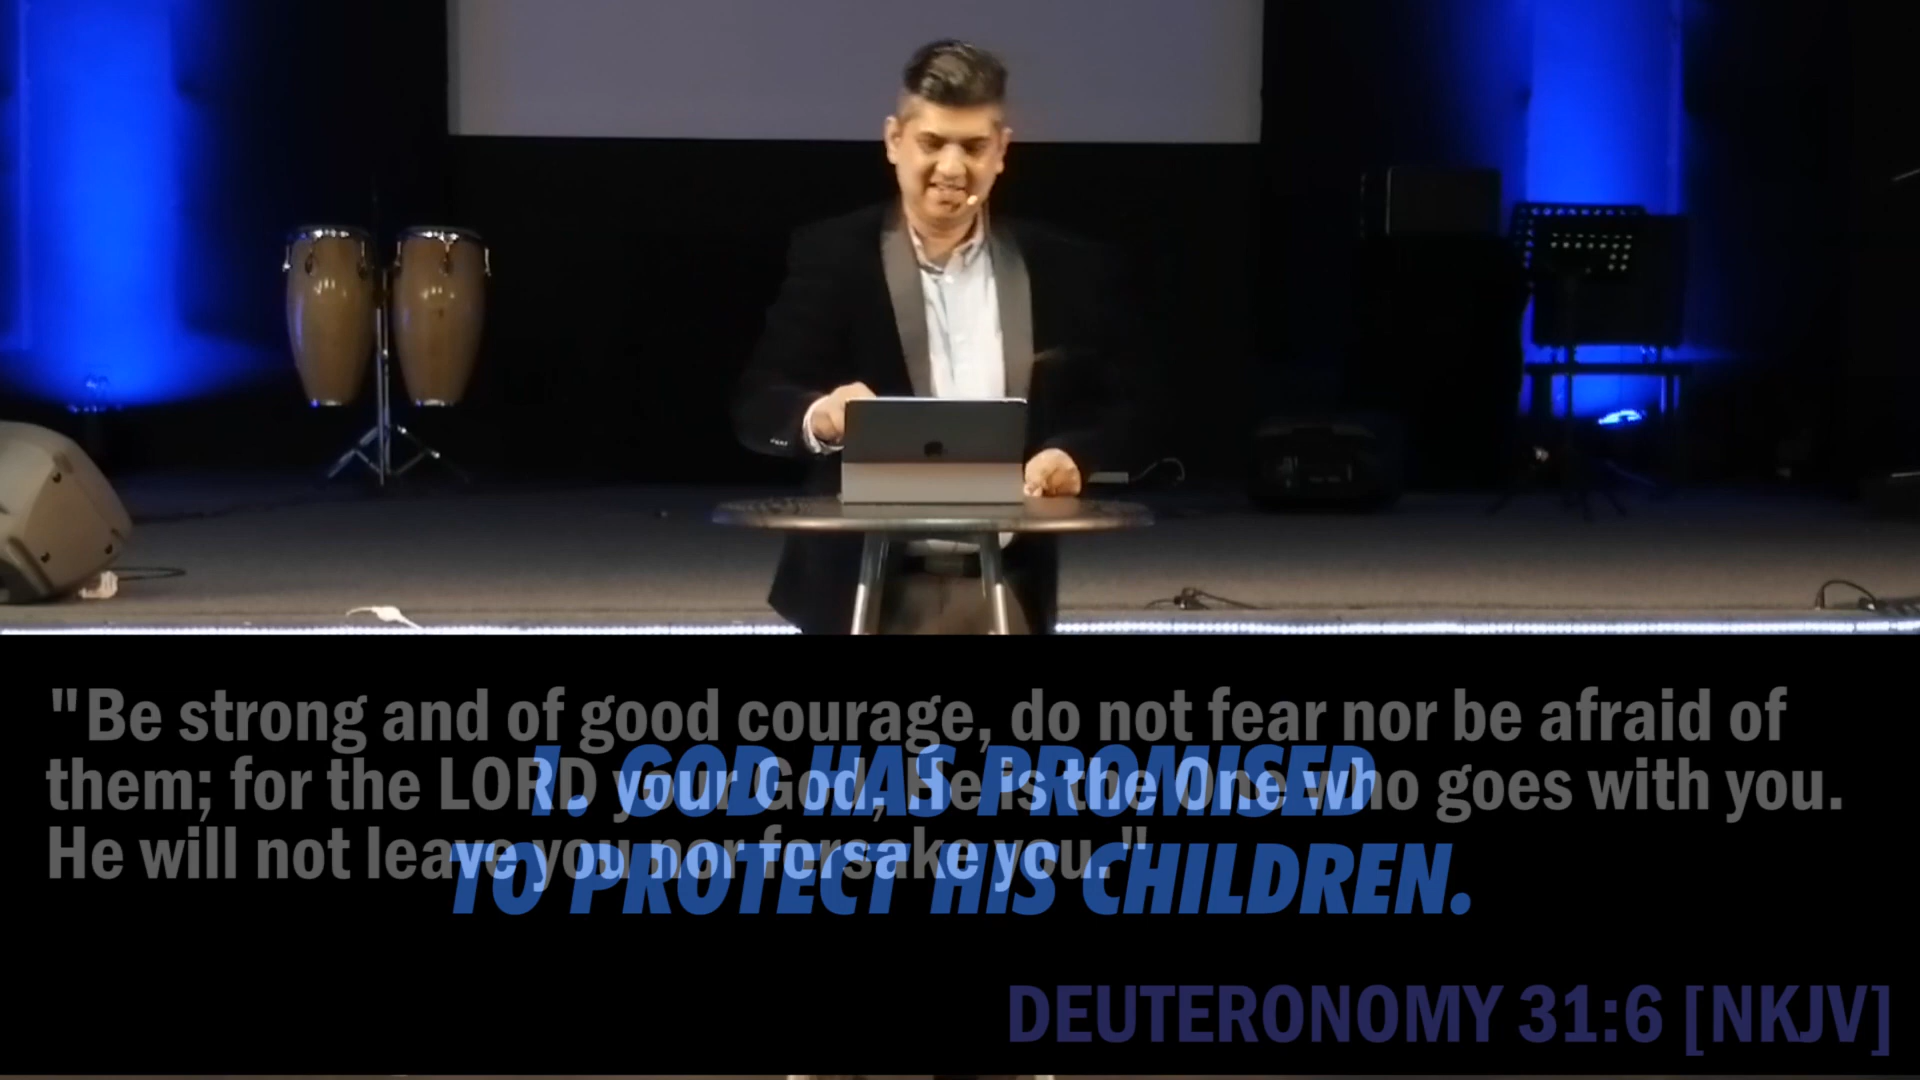 "Be strong and of good courage, do not fear nor be afraid of
them; for the LORD your God, He is the One who goes with you.
He will not leave you nor forsake you."
1. GOD HAS PROMISED
TO PROTECT HIS CHILDREN.
DEUTERONOMY 31:6 [NKJV]